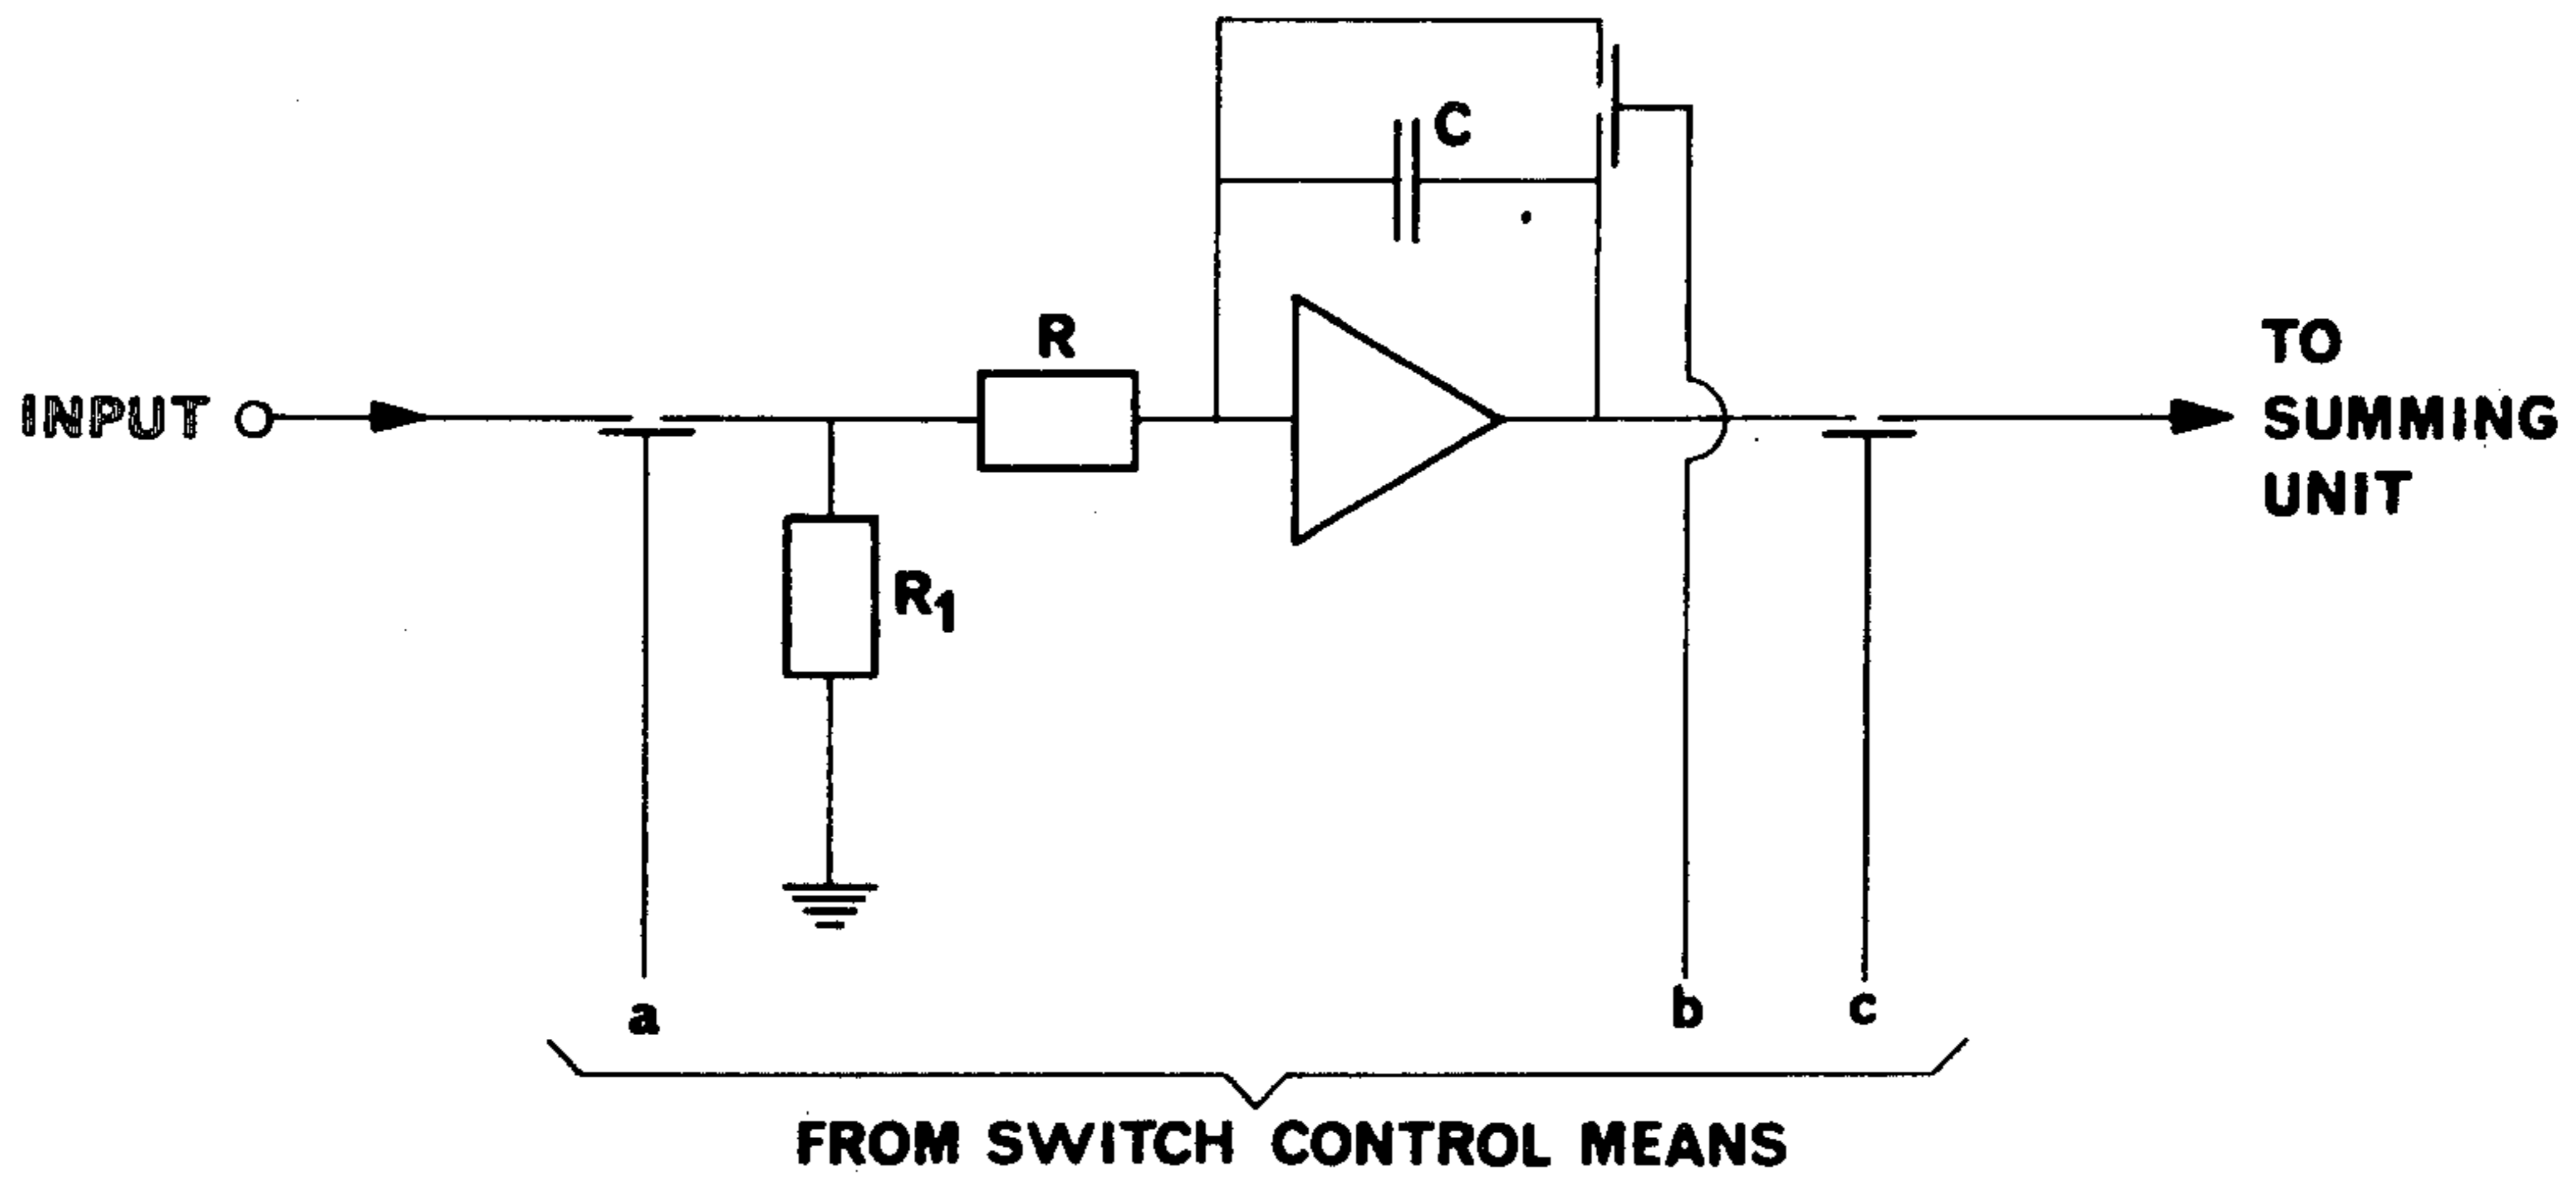 C
R
INPUT
TO
SUMMING
UNIT
R₁
a
b
c
FROM SWITCH CONTROL MEANS